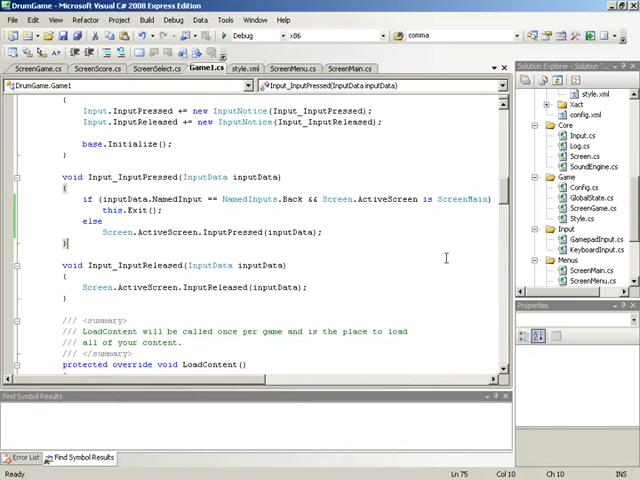 DrumGame - Microsoft Visual C# 2008 Express Edition
File Edit View Refactor Project Build Debug Data Tools Window Help
Debug x86 comma
ScreenGame.cs ScreenScore.cs ScreenSelect.cs Game1.cs style.xml ScreenMenu.cs ScreenMain.cs
DrumGame.Game1 Input_InputPressed(InputData inputData)
{
Input.InputPressed += new InputNotice(Input_InputPressed);
Input.InputReleased += new InputNotice(Input_InputReleased);
base.Initialize();
}
void Input_InputPressed(InputData inputData)
{
if (inputData.NamedInput == NamedInputs.Back && Screen.ActiveScreen is ScreenMain)
this.Exit();
else
Screen.ActiveScreen.InputPressed(inputData);
}
void Input_InputReleased(InputData inputData)
{
Screen.ActiveScreen.InputReleased(inputData);
}
/// <summary>
/// LoadContent will be called once per game and is the place to load
/// all of your content.
/// </summary>
protected override void LoadContent()
Solution Explorer - Solution '...
style.xml
Xact
config.xml
Core
Input.cs
Log.cs
Screen.cs
SoundEngine.cs
Game
Config.cs
GlobalState.cs
ScreenGame.cs
Style.cs
Input
GamepadInput.cs
KeyboardInput.cs
Menus
ScreenMain.cs
ScreenMenu.cs
Properties
Find Symbol Results
Error List Find Symbol Results
Ready Ln 75 Col 10 Ch 10 INS